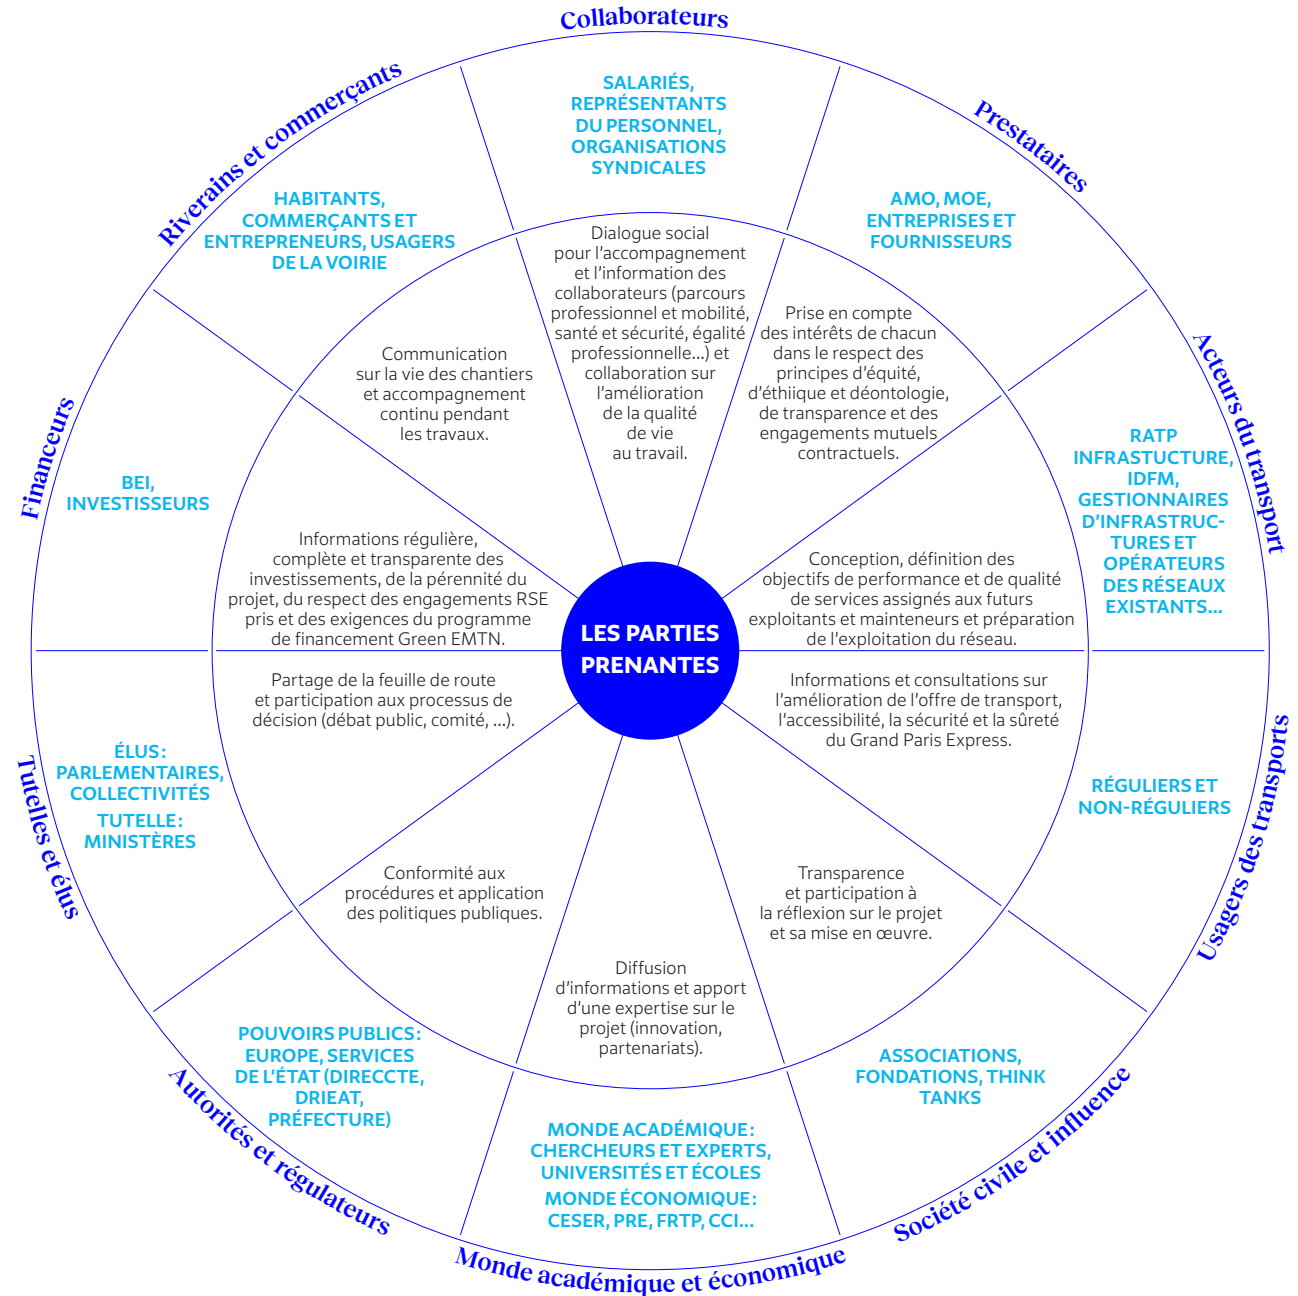 Collaborateurs
SALARIÉS,
REPRÉSENTANTS
DU PERSONNEL,
ORGANISATIONS
SYNDICALES
Dialogue social
pour l'accompagnement
et l'information des
collaborateurs (parcours
professionnel et mobilité,
santé et sécurité, égalité
professionnelle...) et
collaboration sur
l'amélioration
de la qualité
de vie
au travail.
Prestataires
AMO, MOE,
ENTREPRISES ET
FOURNISSEURS
Prise en compte
des intérêts de chacun
dans le respect des
principes d'équité,
d'éthiique et déontologie,
de transparence et des
engagements mutuels
contractuels.
Acteurs du transport
RATP
INFRASTUCTURE,
IDFM,
GESTIONNAIRES
D'INFRASTRUC-
TURES ET
OPÉRATEURS
DES RÉSEAUX
EXISTANTS...
Conception, définition des
objectifs de performance et de qualité
de services assignés aux futurs
exploitants et mainteneurs et préparation
de l'exploitation du réseau.
Usagers des transports
RÉGULIERS ET
NON-RÉGULIERS
Informations et consultations sur
l'amélioration de l'offre de transport,
l'accessibilité, la sécurité et la sûreté
du Grand Paris Express.
Société civile et influence
ASSOCIATIONS,
FONDATIONS, THINK
TANKS
Transparence
et participation à
la réflexion sur le projet
et sa mise en œuvre.
Monde académique et économique
MONDE ACADÉMIQUE :
CHERCHEURS ET EXPERTS,
UNIVERSITÉS ET ÉCOLES
MONDE ÉCONOMIQUE :
CESER, PRE, FRTP, CCI...
Diffusion
d'informations et apport
d'une expertise sur le
projet (innovation,
partenariats).
Autorités et régulateurs
POUVOIRS PUBLICS :
EUROPE, SERVICES
DE L'ÉTAT (DIRECCTE,
DRIEAT,
PRÉFECTURE)
Conformité aux
procédures et application
des politiques publiques.
Tutelles et élus
ÉLUS :
PARLEMENTAIRES,
COLLECTIVITÉS
TUTELLE :
MINISTÈRES
Partage de la feuille de route
et participation aux processus de
décision (débat public, comité, ...).
Financeurs
BEI,
INVESTISSEURS
Informations régulière,
complète et transparente des
investissements, de la pérennité du
projet, du respect des engagements RSE
pris et des exigences du programme
de financement Green EMTN.
Riverains et commerçants
HABITANTS,
COMMERÇANTS ET
ENTREPRENEURS, USAGERS
DE LA VOIRIE
Communication
sur la vie des chantiers
et accompagnement
continu pendant
les travaux.
LES PARTIES
PRENANTES